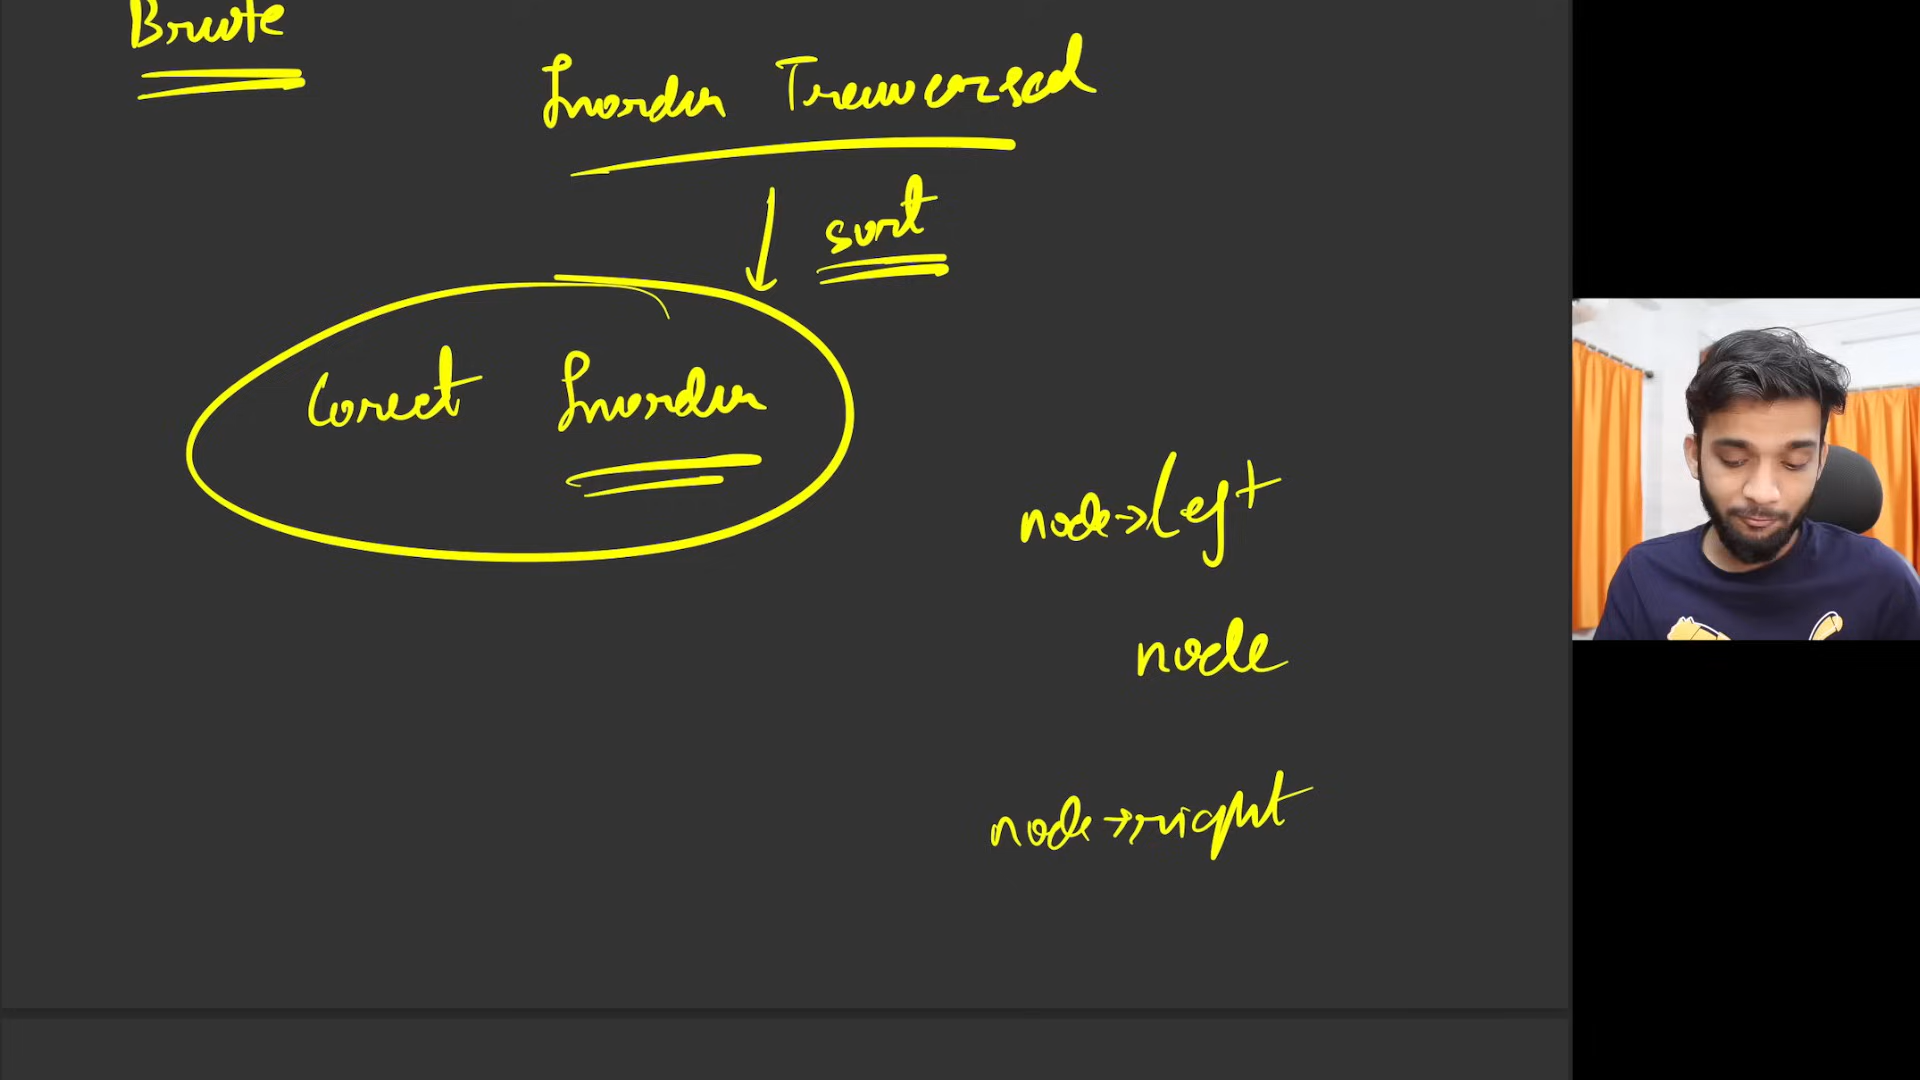 Brute
Inorder Traversal
sort
Correct Inorder
node→left
node
node→right